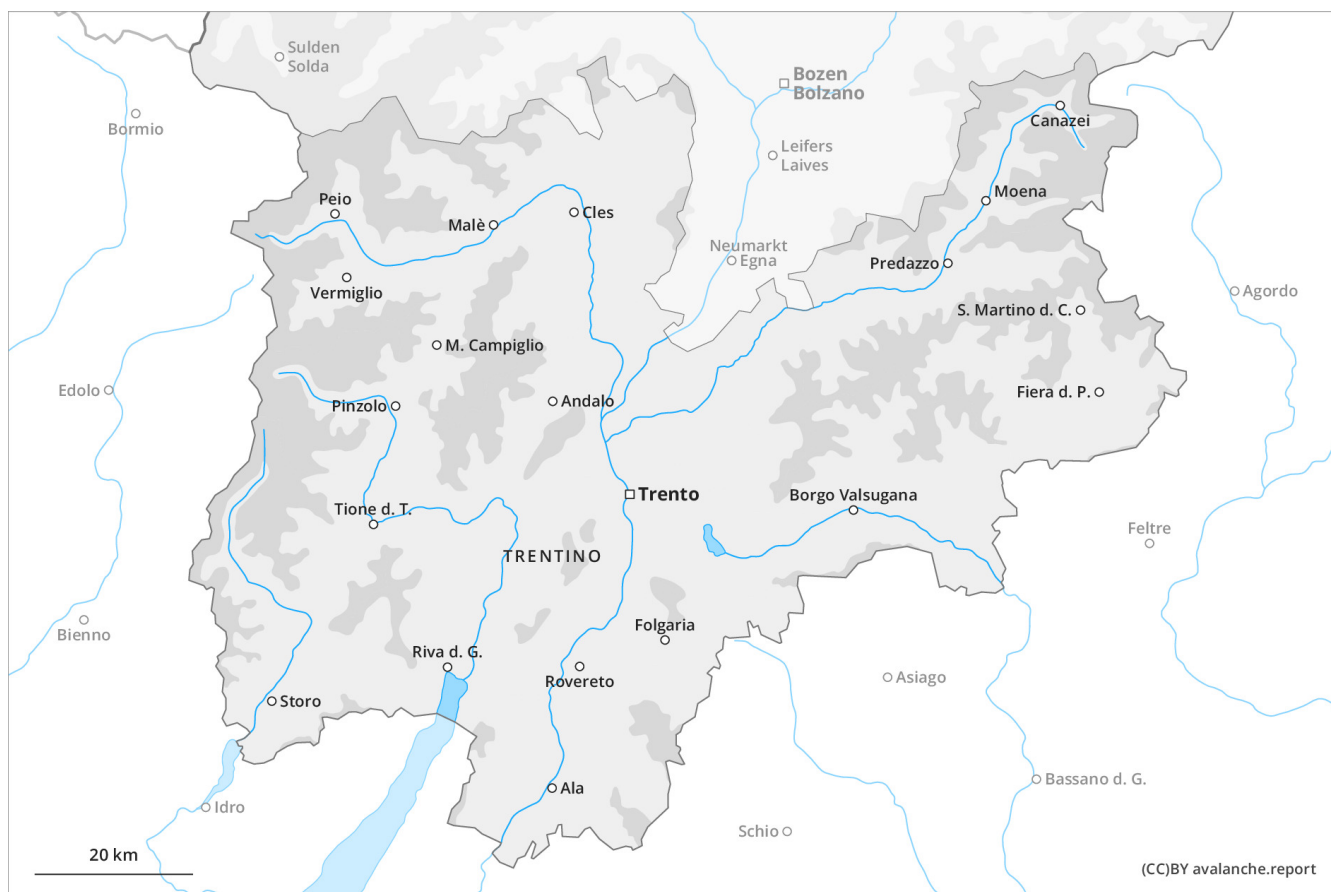 Sulden
Solda
Bozen
Bolzano
Bormio
Canazei
Leifers
Laives
Peio
Moena
Malè
Cles
Neumarkt
Egna
Predazzo
Vermiglio
Agordo
S. Martino d. C.
M. Campiglio
Edolo
Pinzolo
Andalo
Fiera d. P.
Trento
Borgo Valsugana
Tione d. T.
Feltre
TRENTINO
Bienno
Folgaria
Riva d. G.
Rovereto
Asiago
Storo
Bassano d. G.
Ala
Idro
Schio
20 km
(CC)BY avalanche.report